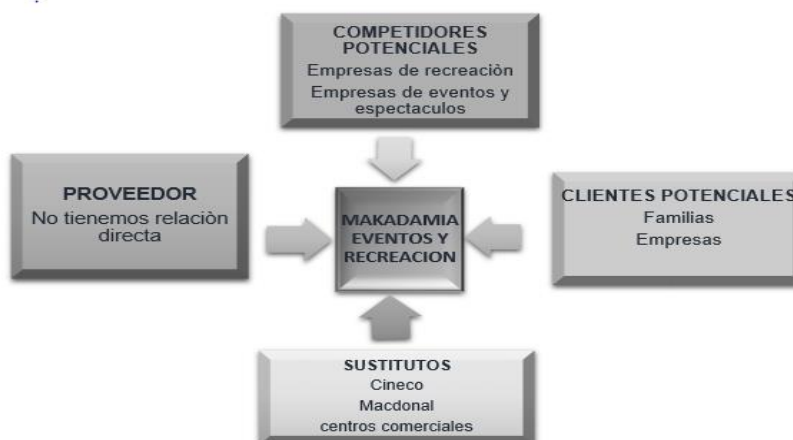 COMPETIDORES
POTENCIALES
Empresas de recreaciòn
Empresas de eventos y
espectaculos
PROVEEDOR
No tienemos relaciòn
directa
MAKADAMIA
EVENTOS Y
RECREACION
CLIENTES POTENCIALES
Familias
Empresas
SUSTITUTOS
Cineco
Macdonal
centros comerciales